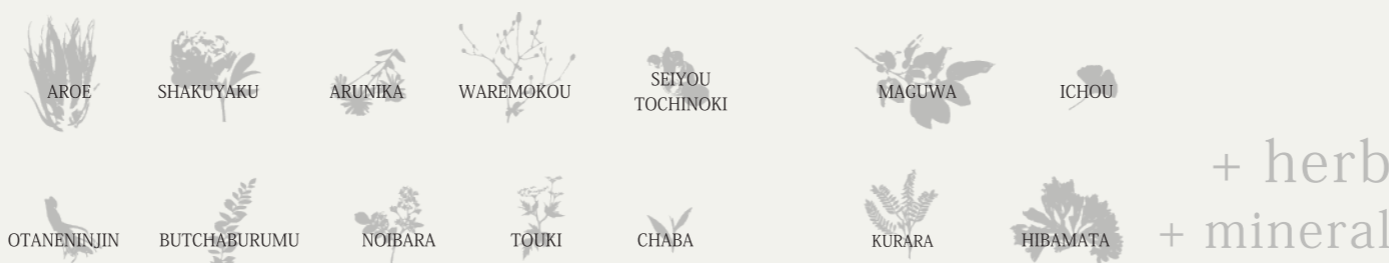 AROE
SHAKUYAKU
ARUNIKA
WAREMOKOU
SEIYOU
TOCHINOKI
MAGUWA
ICHOU
+ herb
OTANENINJIN
BUTCHABURUMU
NOIBARA
TOUKI
CHABA
KURARA
HIBAMATA
+ mineral